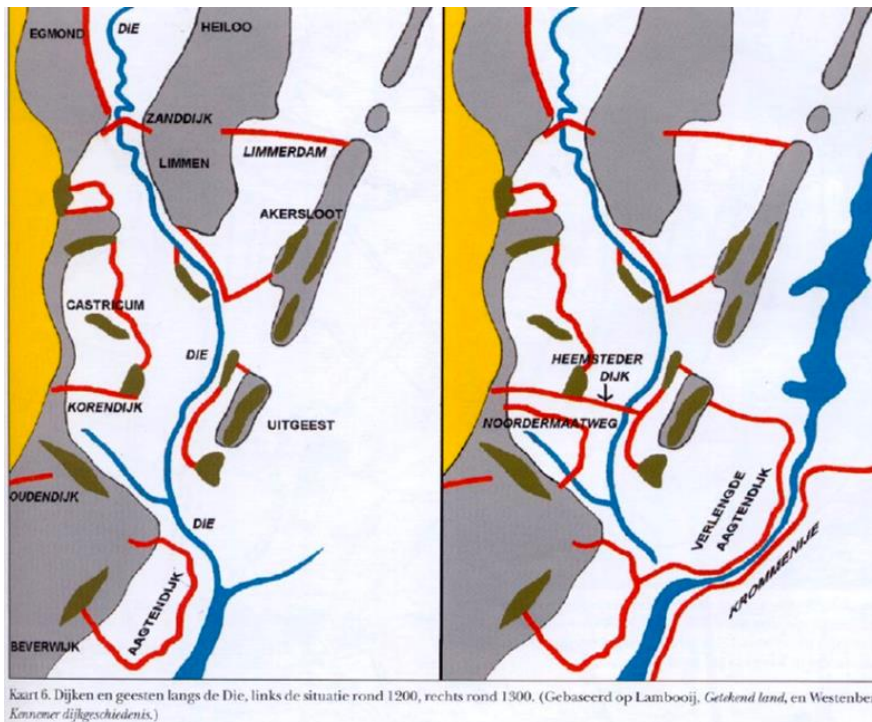 EGMOND
DIE
HEILOO
ZANDDIJK
LIMMEN
LIMMERDAM
AKERSLOOT
CASTRICUM
DIE
KORENDIJK
UITGEEST
OUDENDIJK
DIE
AAGTENDIJK
BEVERWIJK
HEEMSTEDER
DIJK
NOORDERMAATWEG
VERLENGDE
AAGTENDIJK
KROMMENIJE
Kaart 6. Dijken en geesten langs de Die, links de situatie rond 1200, rechts rond 1300. (Gebaseerd op Lambooij, Getekend land, en Westenber
Kennemer dijkgeschiedenis.)